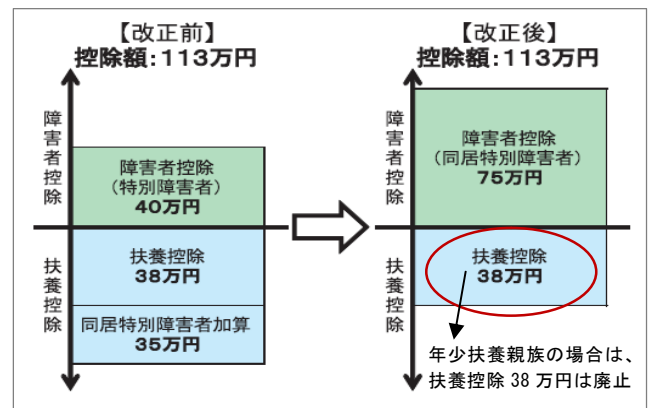 【改正前】
控除額:113万円
障害者控除
障害者控除
(特別障害者)
40万円
扶養控除
扶養控除
38万円
同居特別障害者加算
35万円
【改正後】
控除額:113万円
障害者控除
障害者控除
(同居特別障害者)
75万円
扶養控除
扶養控除
38万円
年少扶養親族の場合は、
扶養控除 38 万円は廃止